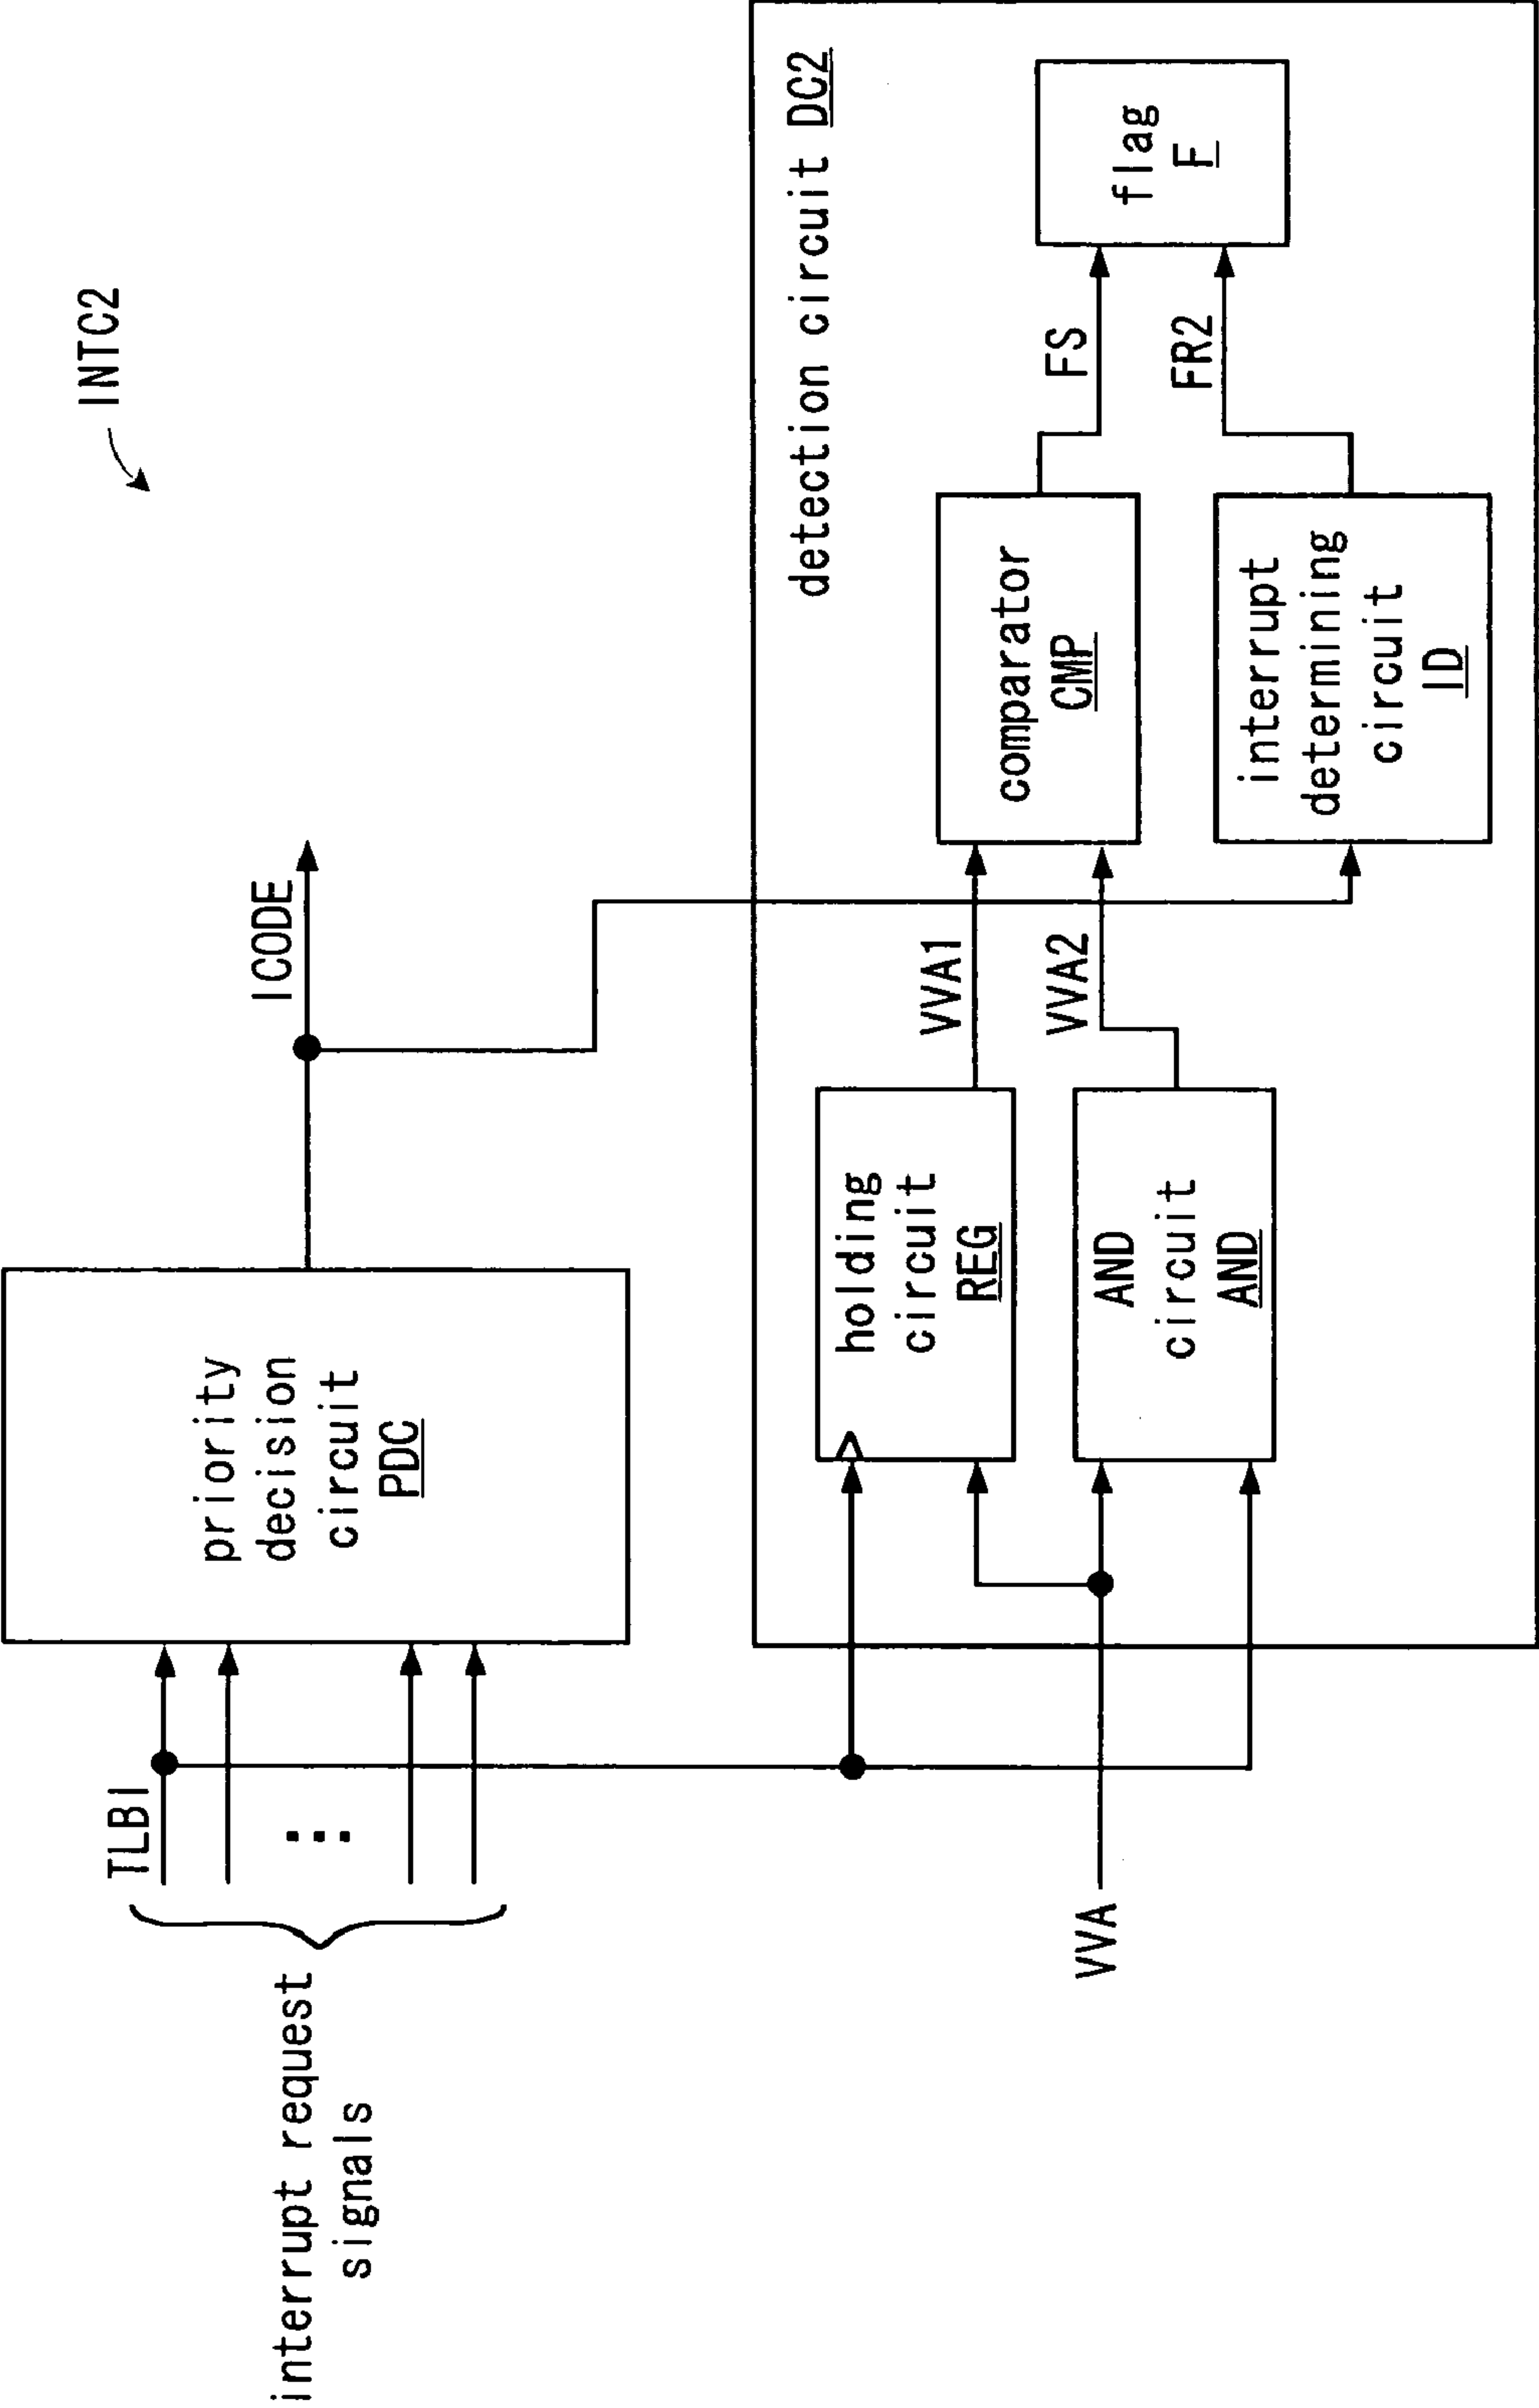 INTC2
interrupt request
signals
TLBI
priority
decision
circuit
PDC
ICODE
detection circuit DC2
VVA
holding
circuit
REG
AND
circuit
AND
VVA1
VVA2
comparator
CMP
interrupt
determining
circuit
ID
FS
FR2
flag
F